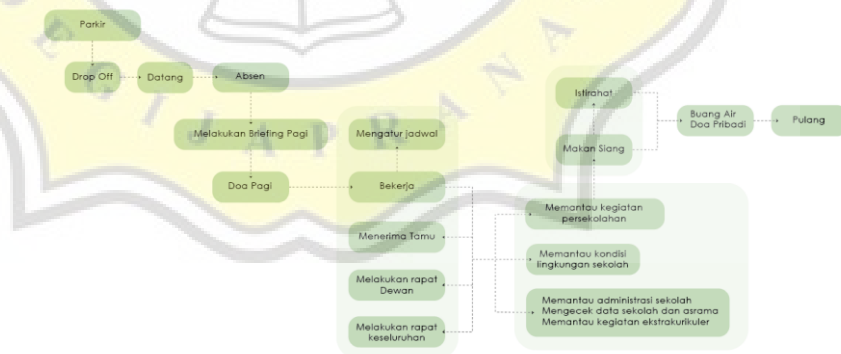 Parkir
Drop Off
Datang
Absen
Melakukan Briefing Pagi
Doa Pagi
Mengatur jadwal
Bekerja
Menerima Tamu
Melakukan rapat
Dewan
Melakukan rapat
keseluruhan
Istirahat
Makan Siang
Buang Air
Doa Pribadi
Pulang
Memantau kegiatan
persekolahan
Memantau kondisi
lingkungan sekolah
Memantau administrasi sekolah
Mengecek data sekolah dan asrama
Memantau kegiatan ekstrakurikuler
E G I J A P R A N A